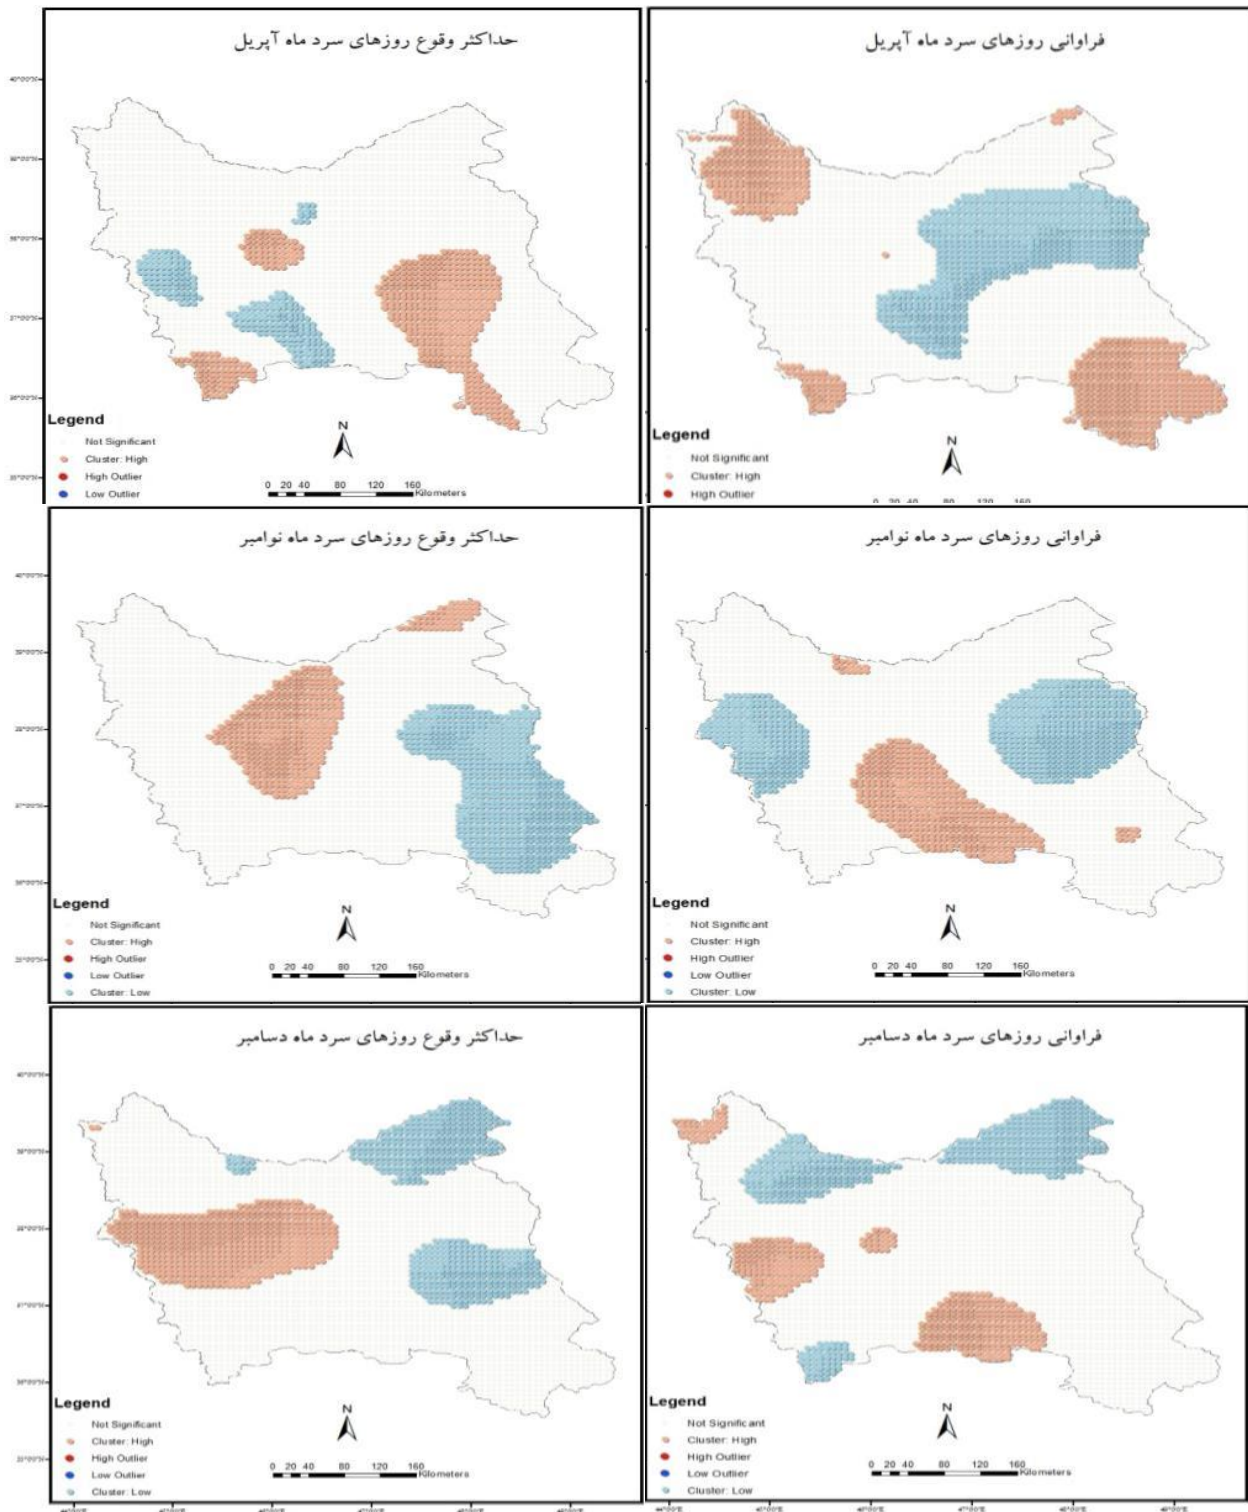 حداکثر وقوع روزهای سرد ماه آپریل
N
Legend
Not Significant
Cluster: High
High Outlier
Low Outlier
0 20 40 80 120 160
Kilometers
فراوانی روزهای سرد ماه آپریل
N
Legend
Not Significant
Cluster: High
High Outlier
0 20 40 80 120 160
حداکثر وقوع روزهای سرد ماه نوامبر
N
Legend
Not Significant
Cluster: High
High Outlier
Low Outlier
Cluster: Low
0 20 40 80 120 160
Kilometers
فراوانی روزهای سرد ماه نوامبر
N
Legend
Not Significant
Cluster: High
High Outlier
Low Outlier
Cluster: Low
0 20 40 80 120 160
Kilometers
حداکثر وقوع روزهای سرد ماه دسامبر
N
Legend
Not Significant
Cluster: High
High Outlier
Low Outlier
Cluster: Low
0 20 40 80 120 160
Kilometers
فراوانی روزهای سرد ماه دسامبر
N
Legend
Not Significant
Cluster: High
High Outlier
Low Outlier
Cluster: Low
0 20 40 80 120 160
Kilometers